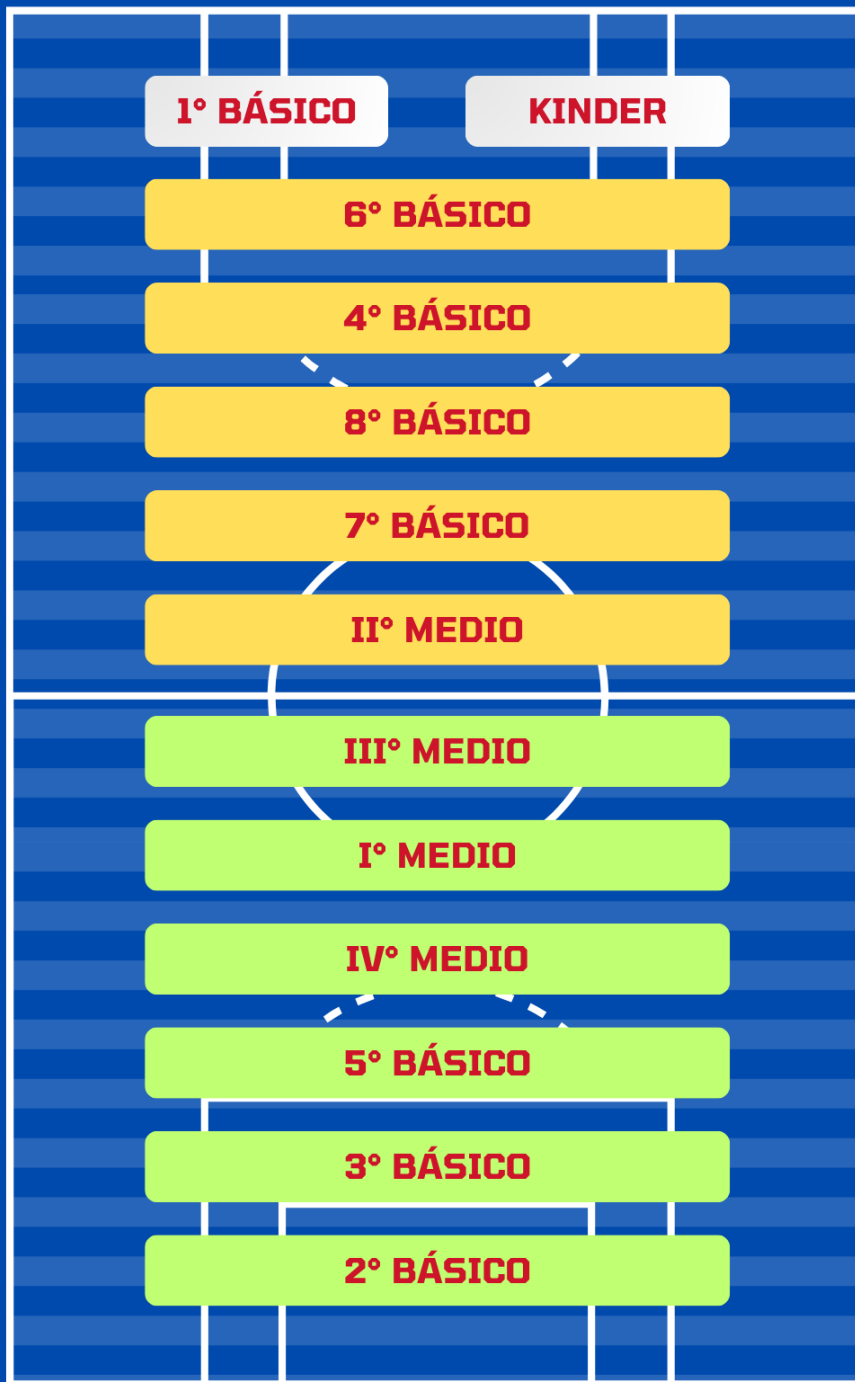 1° BÁSICO
KINDER
6° BÁSICO
4° BÁSICO
8° BÁSICO
7° BÁSICO
II° MEDIO
III° MEDIO
I° MEDIO
IV° MEDIO
5° BÁSICO
3° BÁSICO
2° BÁSICO